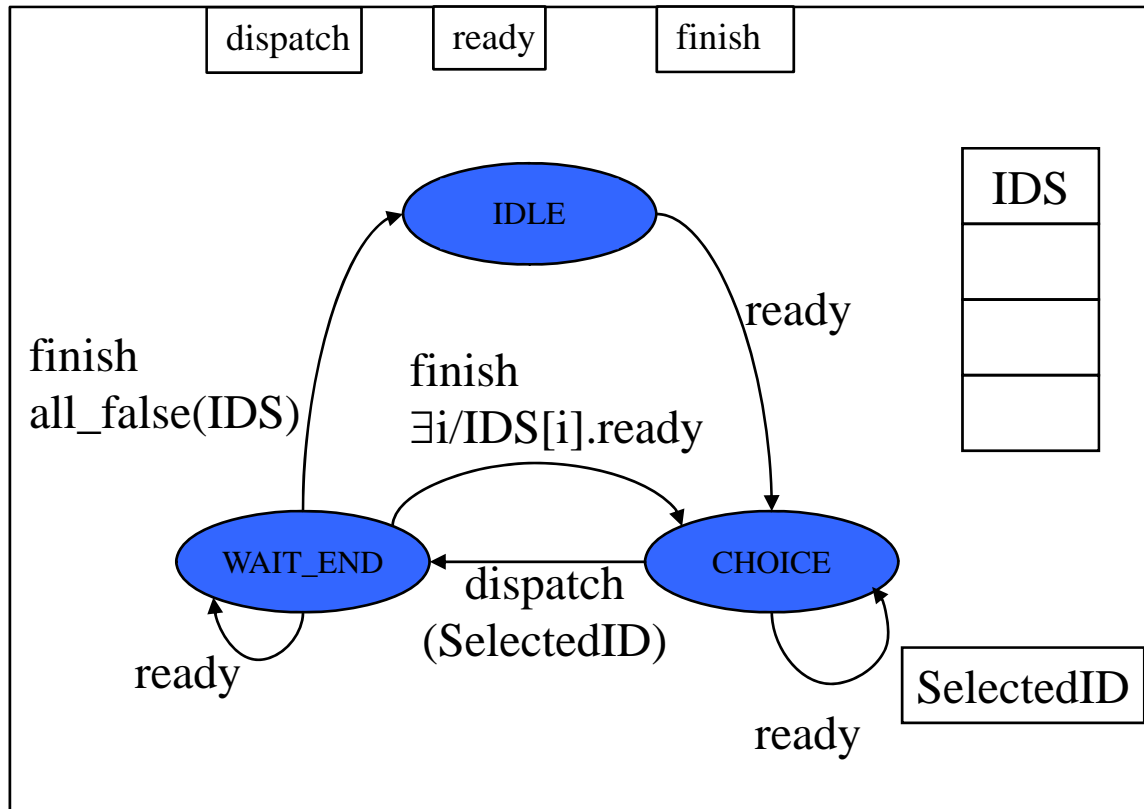 dispatch
ready
finish
IDLE
IDS
ready
finish
all_false(IDS)
finish
∃i/IDS[i].ready
WAIT_END
CHOICE
dispatch
(SelectedID)
ready
SelectedID
ready